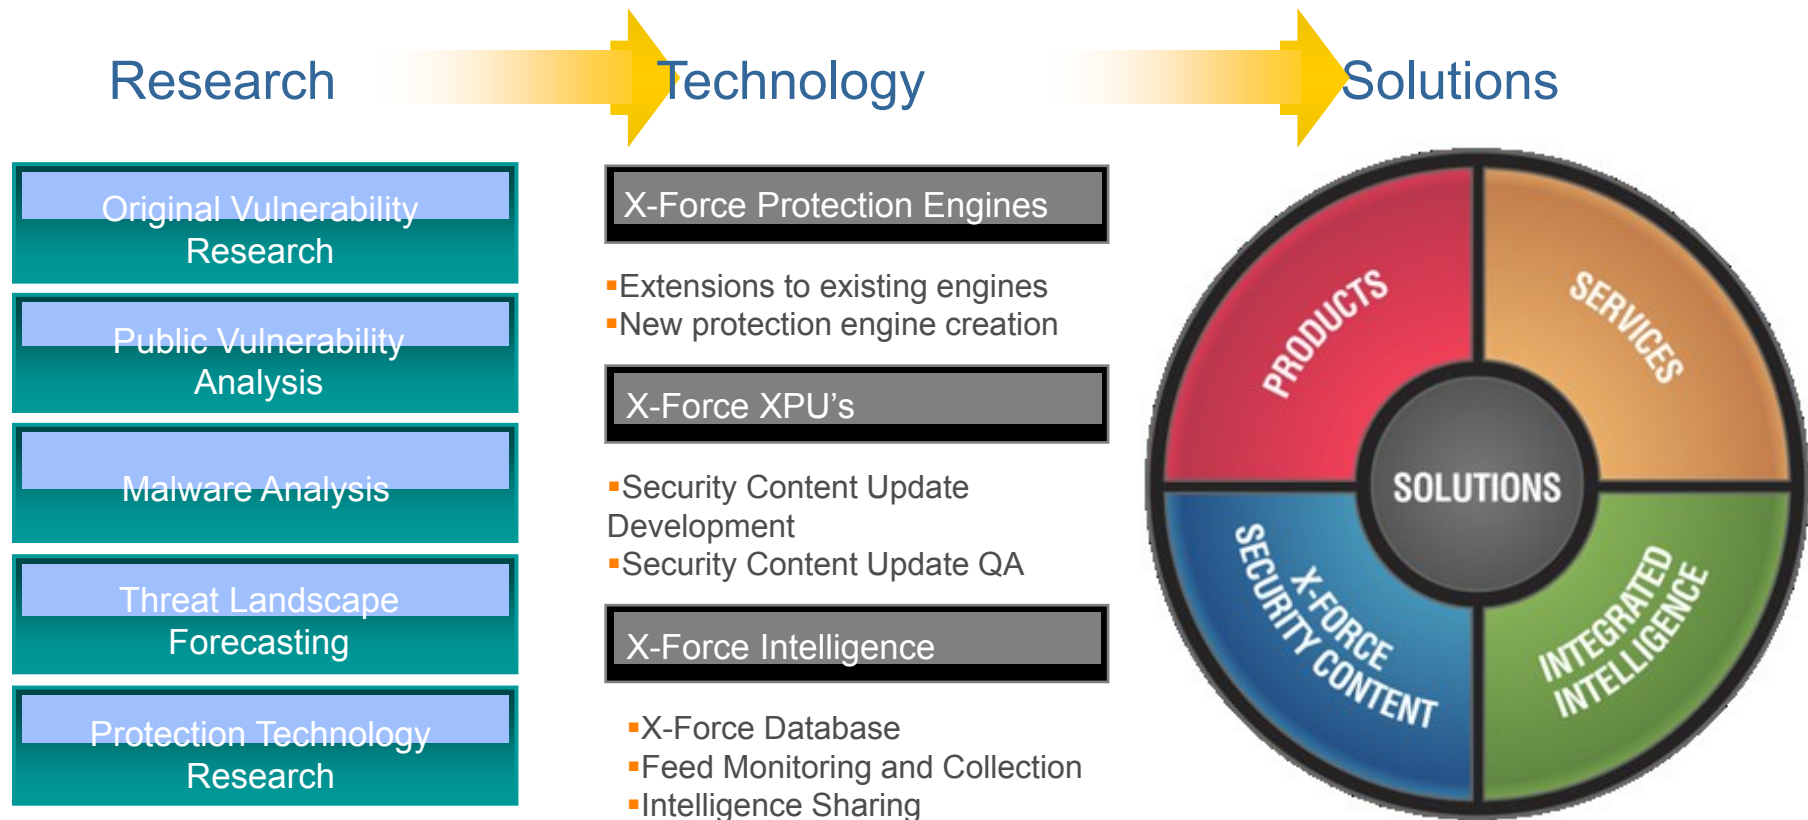 Research
Technology
Solutions
Original Vulnerability
Research
Public Vulnerability
Analysis
Malware Analysis
Threat Landscape
Forecasting
Protection Technology
Research
X-Force Protection Engines
▪Extensions to existing engines
▪New protection engine creation
X-Force XPU’s
▪Security Content Update
Development
▪Security Content Update QA
X-Force Intelligence
▪X-Force Database
▪Feed Monitoring and Collection
▪Intelligence Sharing
PRODUCTS
SERVICES
SOLUTIONS
X-FORCE
SECURITY CONTENT
INTEGRATED
INTELLIGENCE